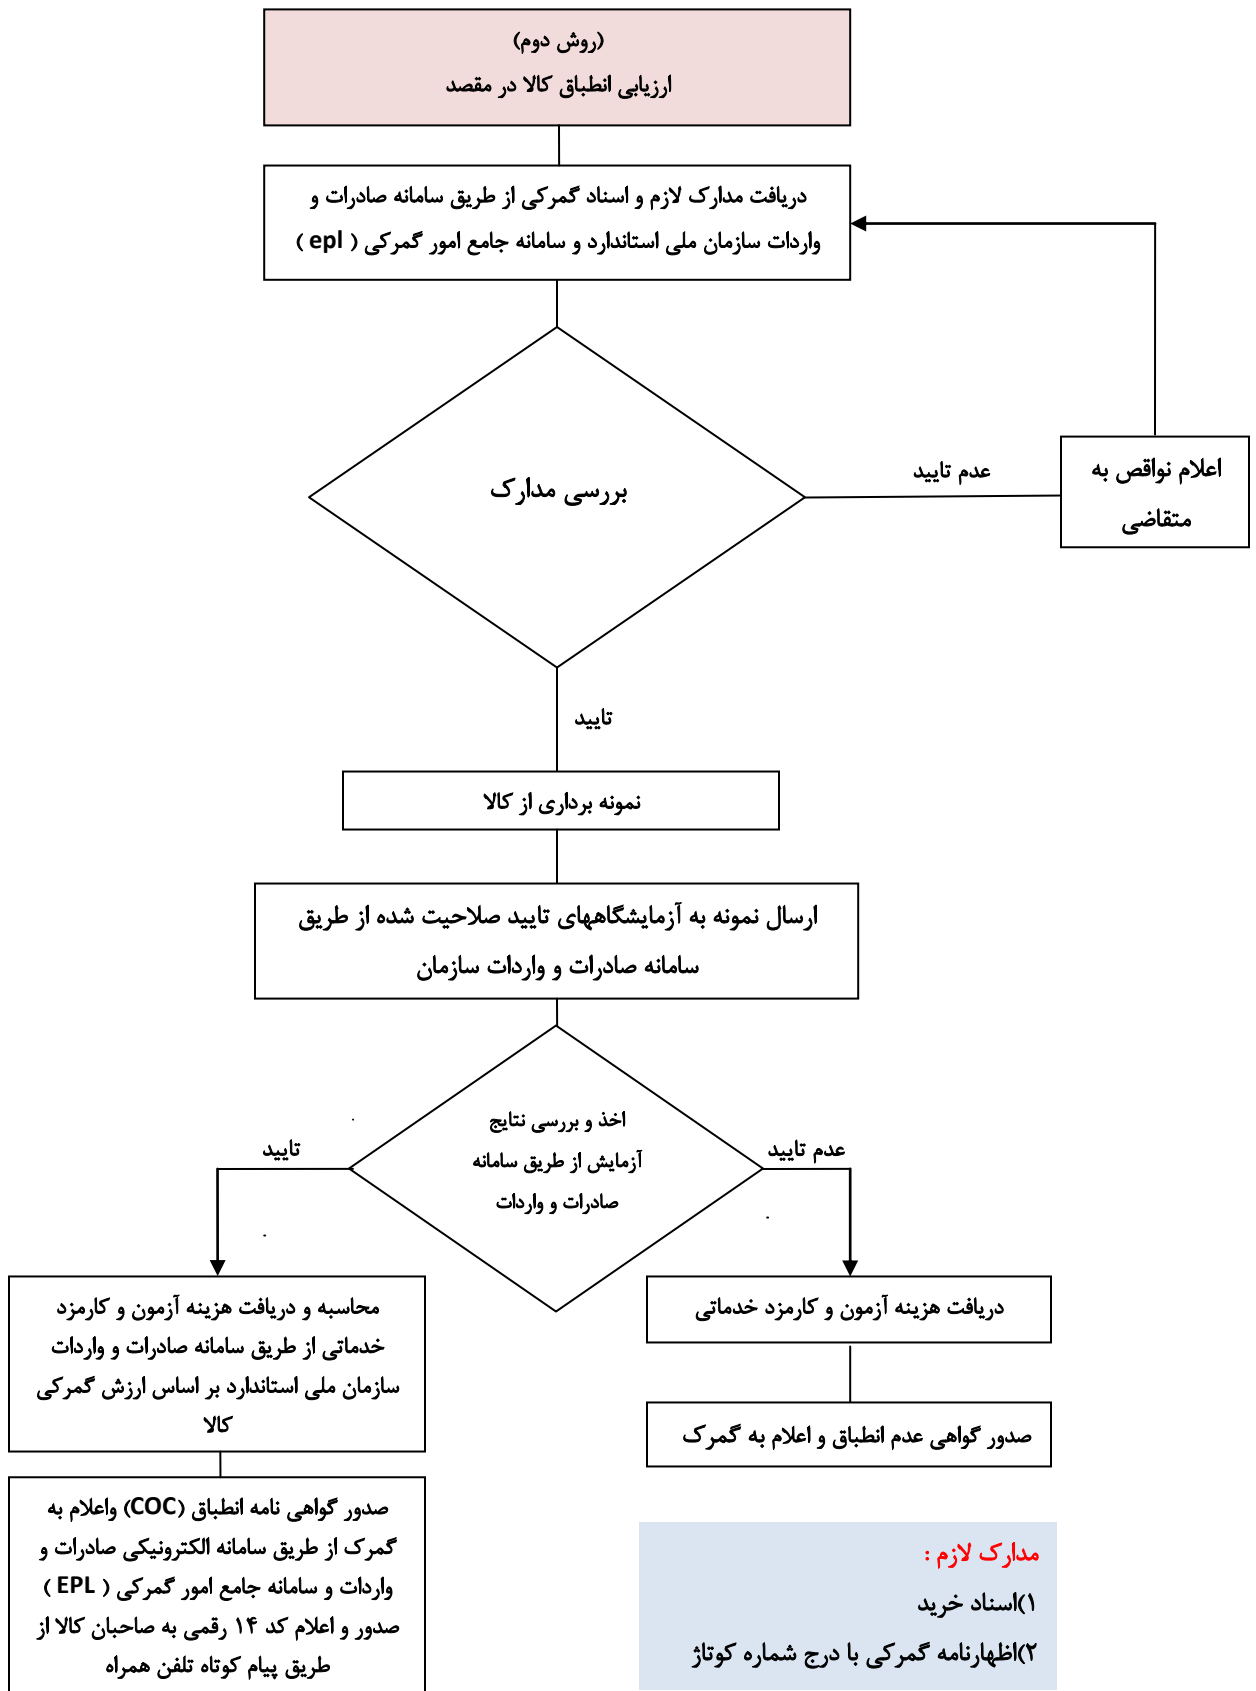 (روش دوم)
ارزیابی انطباق کالا در مقصد
دریافت مدارک لازم و اسناد گمرکی از طریق سامانه صادرات و
واردات سازمان ملی استاندارد و سامانه جامع امور گمرکی ( epl )
بررسی مدارک
عدم تایید
اعلام نواقص به
متقاضی
تایید
نمونه برداری از کالا
ارسال نمونه به آزمایشگاههای تایید صلاحیت شده از طریق
سامانه صادرات و واردات سازمان
اخذ و بررسی نتایج
آزمایش از طریق سامانه
صادرات و واردات
عدم تایید
تایید
دریافت هزینه آزمون و کارمزد خدماتی
صدور گواهی عدم انطباق و اعلام به گمرک
محاسبه و دریافت هزینه آزمون و کارمزد
خدماتی از طریق سامانه صادرات و واردات
سازمان ملی استاندارد بر اساس ارزش گمرکی
کالا
صدور گواهی نامه انطباق (COC) واعلام به
گمرک از طریق سامانه الکترونیکی صادرات و
واردات و سامانه جامع امور گمرکی ( EPL )
صدور و اعلام کد ۱۴ رقمی به صاحبان کالا از
طریق پیام کوتاه تلفن همراه
مدارک لازم :
۱)اسناد خرید
۲)اظهارنامه گمرکی با درج شماره کوتاژ